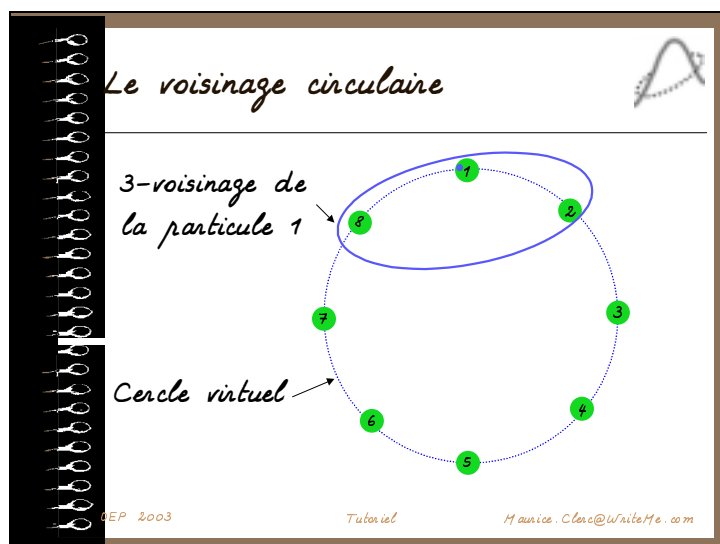 Le voisinage circulaire
3-voisinage de
la particule 1
1
2
8
7
3
Cercle virtuel
6
4
5
OEP 2003
Tutoriel
Maurice.Clerc@WriteMe.com